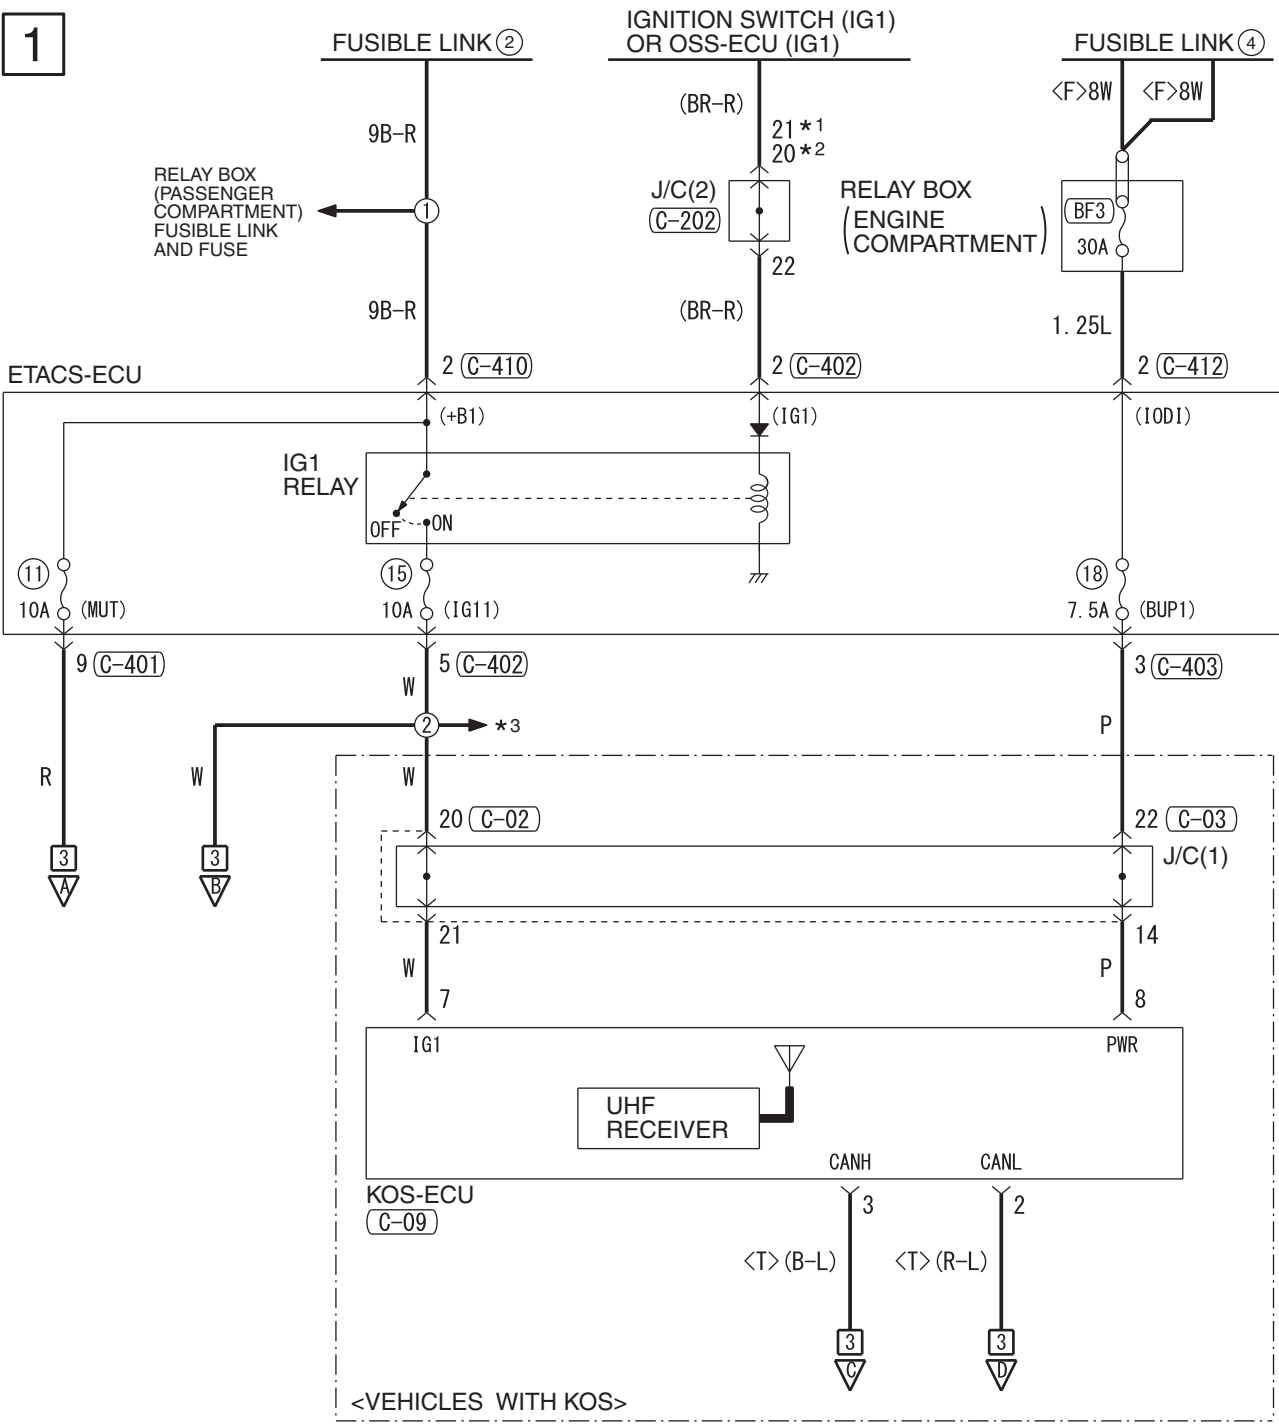 1
FUSIBLE LINK ②
IGNITION SWITCH (IG1)
OR OSS-ECU (IG1)
FUSIBLE LINK ④
<F>8W
<F>8W
(BR-R)
9B-R
21*1
20*2
RELAY BOX
(PASSENGER
COMPARTMENT)
FUSIBLE LINK
AND FUSE
①
J/C(2)
C-202
RELAY BOX
(ENGINE
COMPARTMENT)
BF3
30A
22
9B-R
(BR-R)
1.25L
ETACS-ECU
2 C-410
2 C-402
2 C-412
(+B1)
(IG1)
(IODI)
IG1
RELAY
OFF
ON
⑪
10A (MUT)
⑮
10A (IG11)
⑱
7.5A (BUP1)
9 C-401
5 C-402
3 C-403
W
②
*3
P
R
W
W
20 C-02
22 C-03
J/C(1)
3
A
3
B
21
14
W
P
7
8
IG1
PWR
UHF
RECEIVER
CANH
CANL
KOS-ECU
C-09
3
2
<T>(B-L)
<T>(R-L)
3
C
3
D
<VEHICLES WITH KOS>